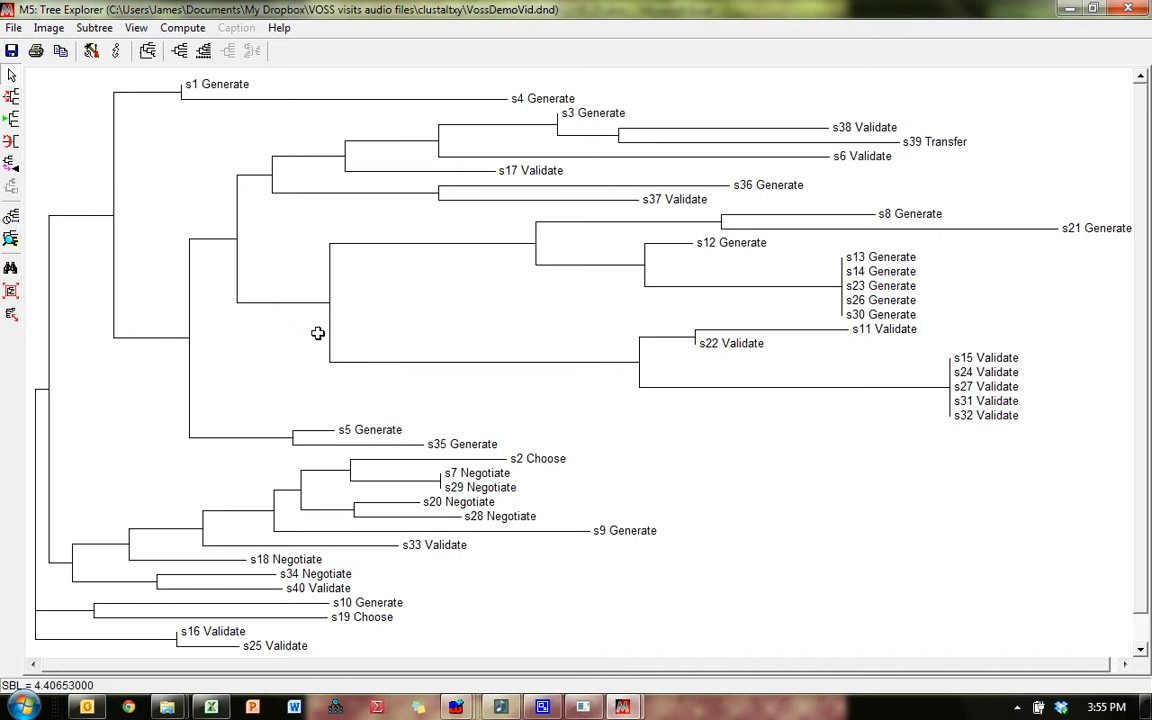 M5: Tree Explorer (C:\Users\James\Documents\My Dropbox\VOSS visits audio files\clustaltxy\VossDemoVid.dnd)
File Image Subtree View Compute Caption Help
s1 Generate
s4 Generate
s3 Generate
s38 Validate
s39 Transfer
s6 Validate
s17 Validate
s36 Generate
s37 Validate
s8 Generate
s21 Generate
s12 Generate
s13 Generate
s14 Generate
s23 Generate
s26 Generate
s30 Generate
s11 Validate
s22 Validate
s15 Validate
s24 Validate
s27 Validate
s31 Validate
s32 Validate
s5 Generate
s35 Generate
s2 Choose
s7 Negotiate
s29 Negotiate
s20 Negotiate
s28 Negotiate
s9 Generate
s33 Validate
s18 Negotiate
s34 Negotiate
s40 Validate
s10 Generate
s19 Choose
s16 Validate
s25 Validate
SBL = 4.40653000
3:55 PM